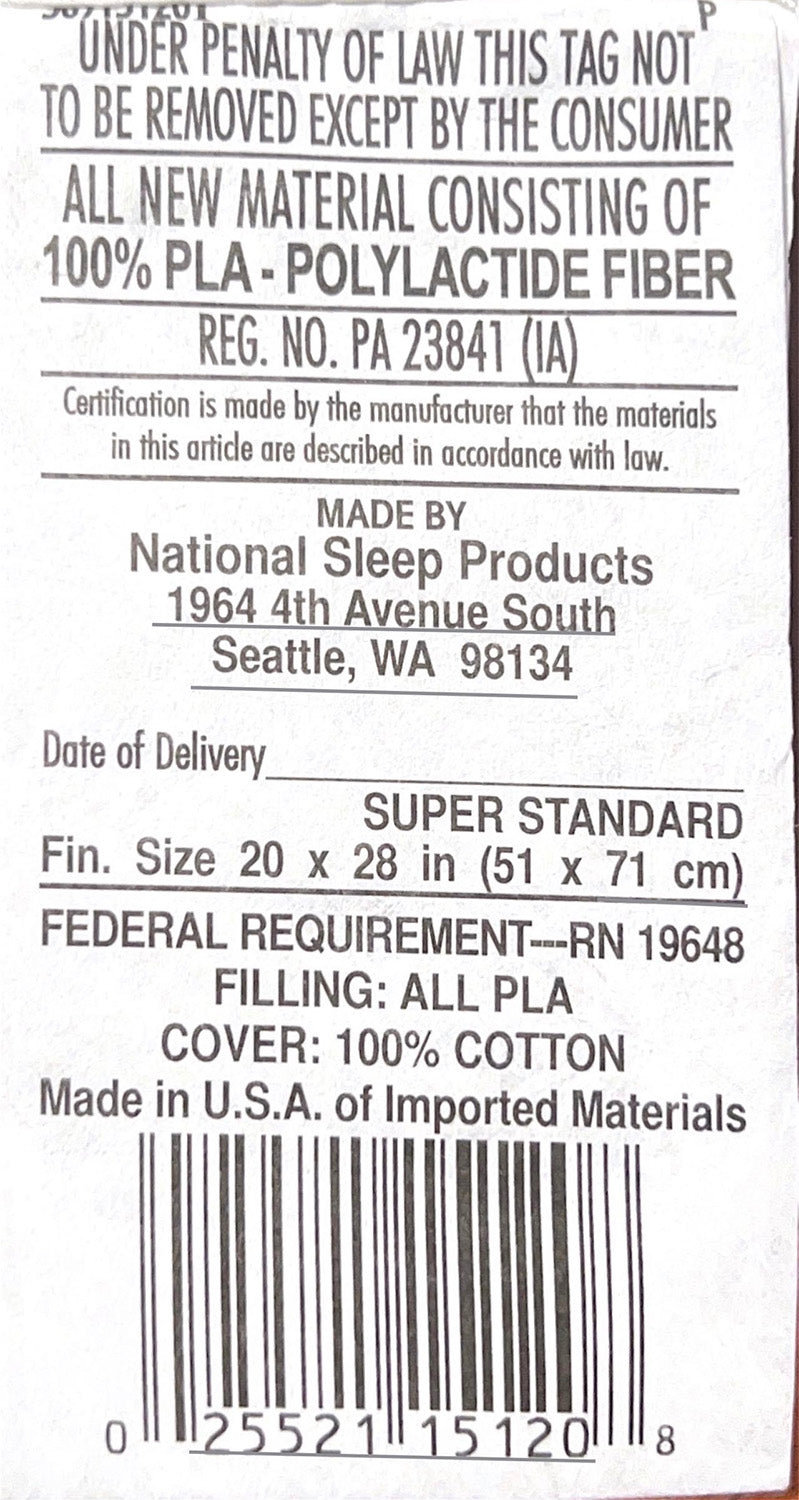 P
UNDER PENALTY OF LAW THIS TAG NOT
TO BE REMOVED EXCEPT BY THE CONSUMER
ALL NEW MATERIAL CONSISTING OF
100% PLA - POLYLACTIDE FIBER
REG. NO. PA 23841 (IA)
Certification is made by the manufacturer that the materials
in this article are described in accordance with law.
MADE BY
National Sleep Products
1964 4th Avenue South
Seattle, WA 98134
Date of Delivery
SUPER STANDARD
Fin. Size 20 x 28 in (51 x 71 cm)
FEDERAL REQUIREMENT---RN 19648
FILLING: ALL PLA
COVER: 100% COTTON
Made in U.S.A. of Imported Materials
0 25521 15120 8